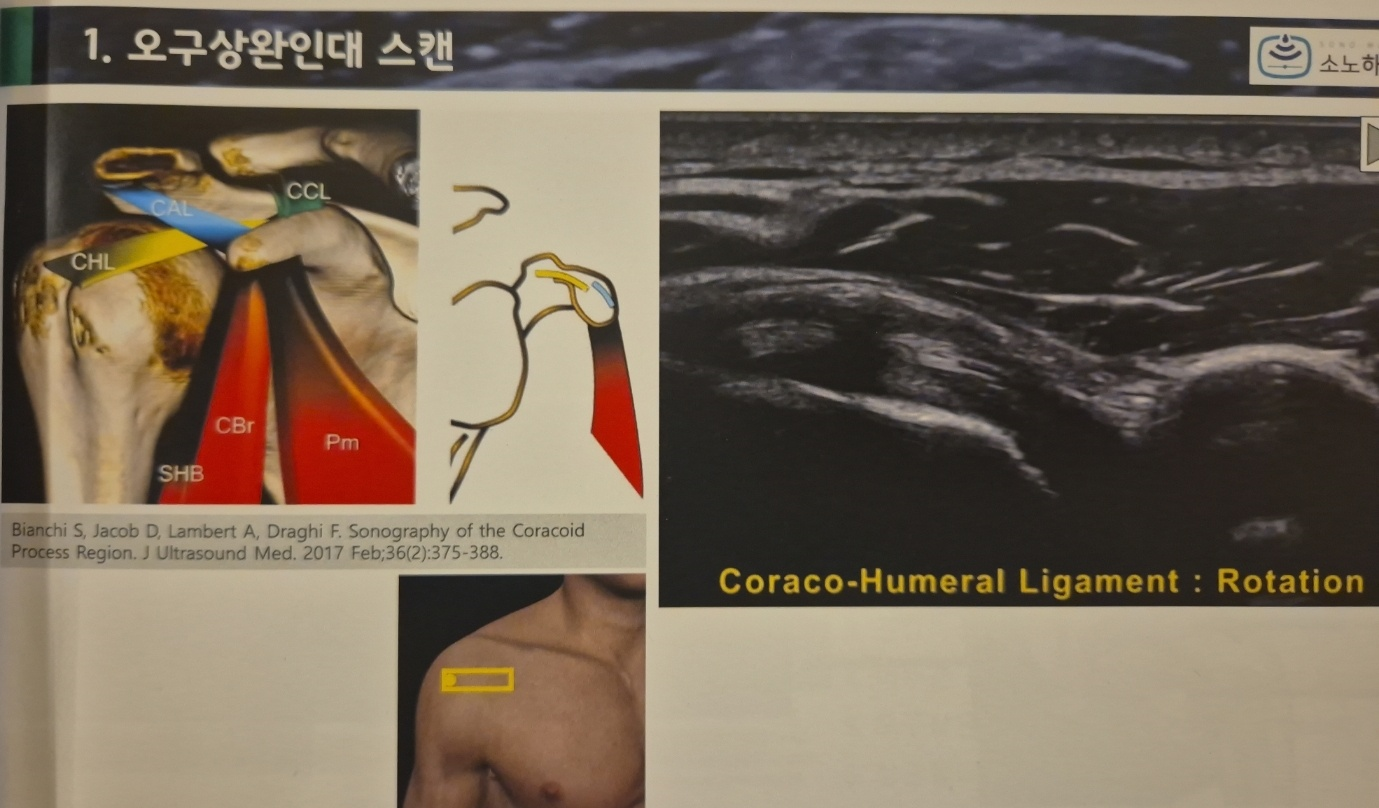 1. 오구상완인대 스캔
소노하
CCL
CAL
CHL
CBr
Pm
SHB
Bianchi S, Jacob D, Lambert A, Draghi F. Sonography of the Coracoid
Process Region. J Ultrasound Med. 2017 Feb;36(2):375-388.
Coraco-Humeral Ligament : Rotation